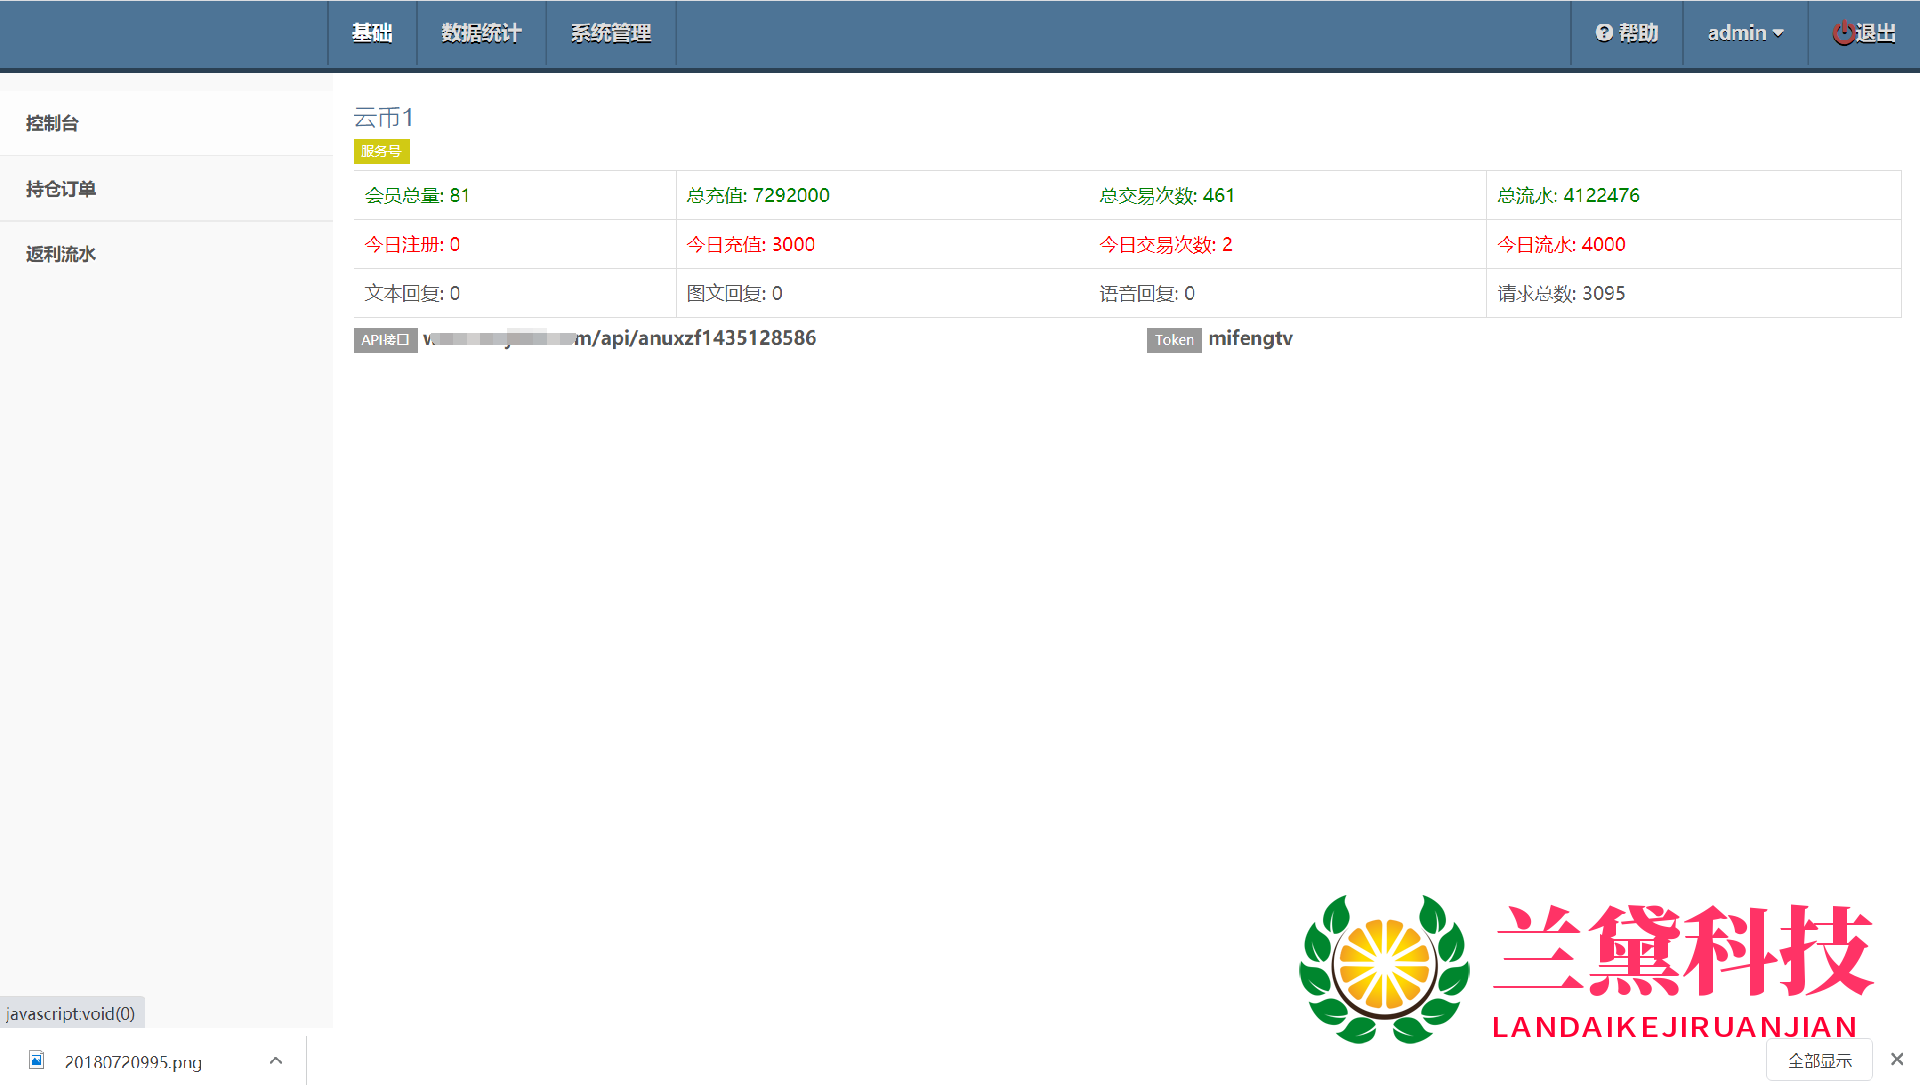 基础 数据统计 系统管理 帮助 admin 退出
控制台
持仓订单
返利流水
云币1
服务号
会员总量: 81 总充值: 7292000 总交易次数: 461 总流水: 4122476
今日注册: 0 今日充值: 3000 今日交易次数: 2 今日流水: 4000
文本回复: 0 图文回复: 0 语音回复: 0 请求总数: 3095
API接口 m/api/anuxzf1435128586 Token mifengtv
兰黛科技
LANDAIKEJIRUANJIAN
javascript:void(0)
20180720995.png 全部显示